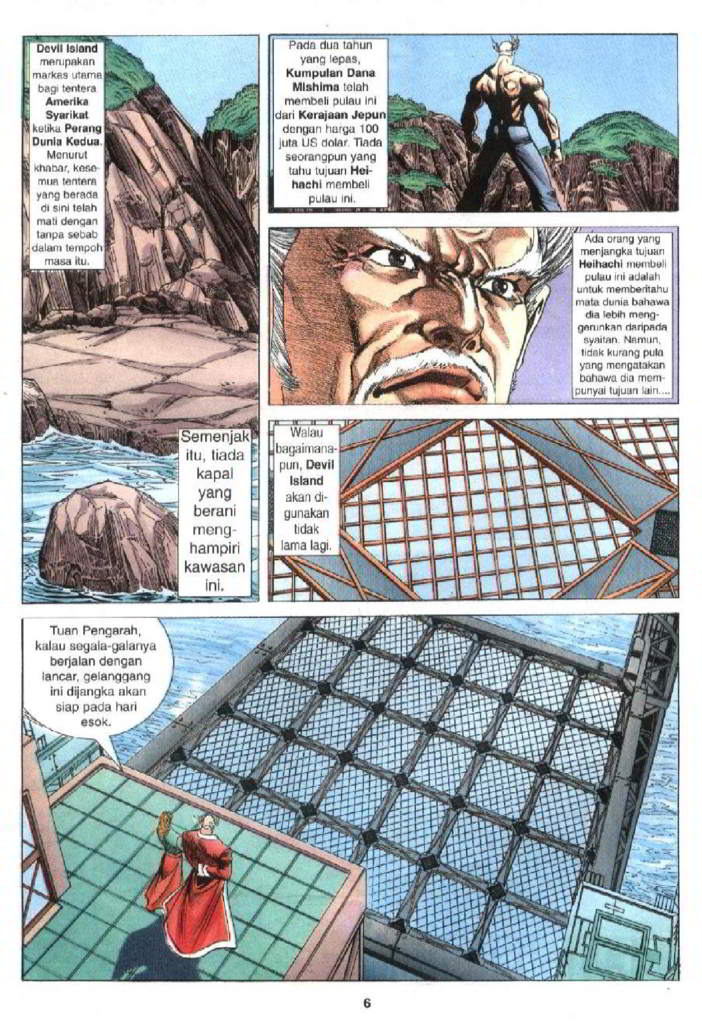 Devil Island
merupakan
markas utama
bagi tentera
Amerika
Syarikat
ketika Perang
Dunia Kedua.
Menurut
khabar, kese-
mua tentera
yang berada
di sini telah
mati dengan
tanpa sebab
dalam tempoh
masa itu.
Semenjak
itu, tiada
kapal
yang
berani
meng-
hampiri
kawasan
ini.
Pada dua tahun
yang lepas,
Kumpulan Dana
Mishima telah
membeli pulau ini
dari Kerajaan Jepun
dengan harga 100
juta US dolar. Tiada
seorangpun yang
tahu tujuan Hei-
hachi membeli
pulau ini.
Ada orang yang
menjangka tujuan
Heihachi membeli
pulau ini adalah
untuk memberitahu
mata dunia bahawa
dia lebih meng-
gerunkan daripada
syaitan. Namun,
tidak kurang pula
yang mengatakan
bahawa dia mem-
punyai tujuan lain....
Walau
bagaimana-
pun, Devil
Island
akan di-
gunakan
tidak
lama lagi.
Tuan Pengarah,
kalau segala-galanya
berjalan dengan
lancar, gelanggang
ini dijangka akan
siap pada hari
esok.
6